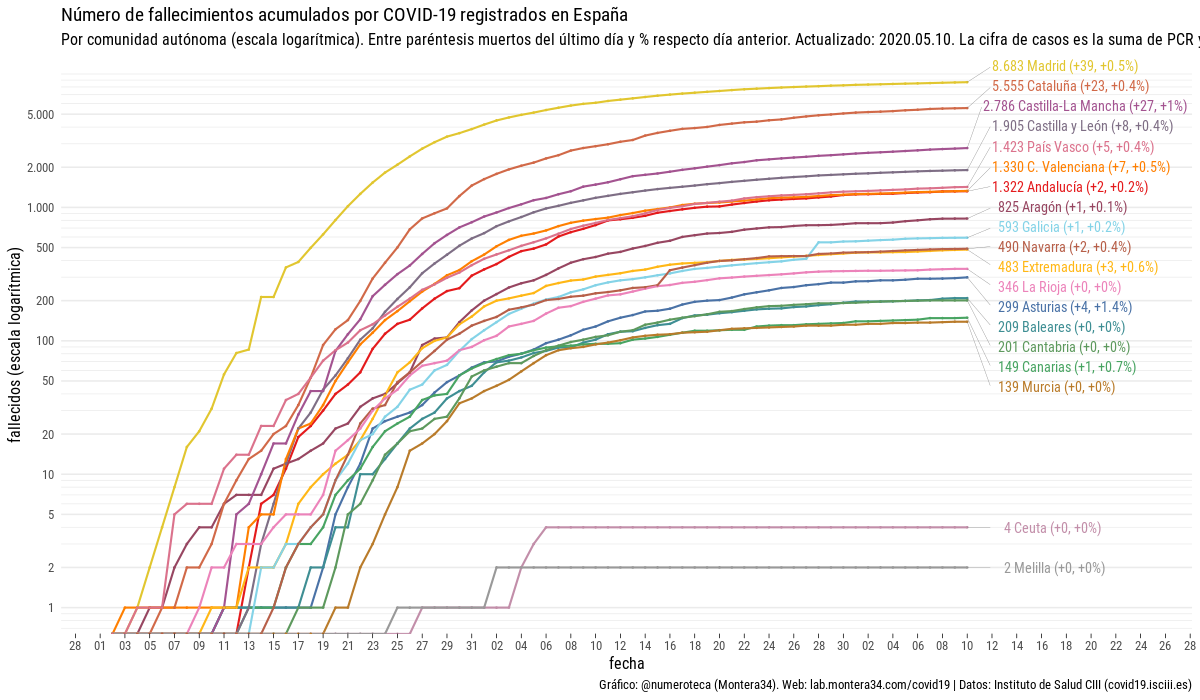 Número de fallecimientos acumulados por COVID-19 registrados en España
Por comunidad autónoma (escala logarítmica). Entre paréntesis muertos del último día y % respecto día anterior. Actualizado: 2020.05.10. La cifra de casos es la suma de PCR y
8.683 Madrid (+39, +0.5%)
5.555 Cataluña (+23, +0.4%)
2.786 Castilla-La Mancha (+27, +1%)
1.905 Castilla y León (+8, +0.4%)
1.423 País Vasco (+5, +0.4%)
1.330 C. Valenciana (+7, +0.5%)
1.322 Andalucía (+2, +0.2%)
825 Aragón (+1, +0.1%)
593 Galicia (+1, +0.2%)
490 Navarra (+2, +0.4%)
483 Extremadura (+3, +0.6%)
346 La Rioja (+0, +0%)
299 Asturias (+4, +1.4%)
209 Baleares (+0, +0%)
201 Cantabria (+0, +0%)
149 Canarias (+1, +0.7%)
139 Murcia (+0, +0%)
4 Ceuta (+0, +0%)
2 Melilla (+0, +0%)
fallecidos (escala logarítmica)
5.000
2.000
1.000
500
200
100
50
20
10
5
2
1
28 01 03 05 07 09 11 13 15 17 19 21 23 25 27 29 31 02 04 06 08 10 12 14 16 18 20 22 24 26 28 30 02 04 06 08 10 12 14 16 18 20 22 24 26 28
fecha
Gráfico: @numeroteca (Montera34). Web: lab.montera34.com/covid19 | Datos: Instituto de Salud CIII (covid19.isciii.es)